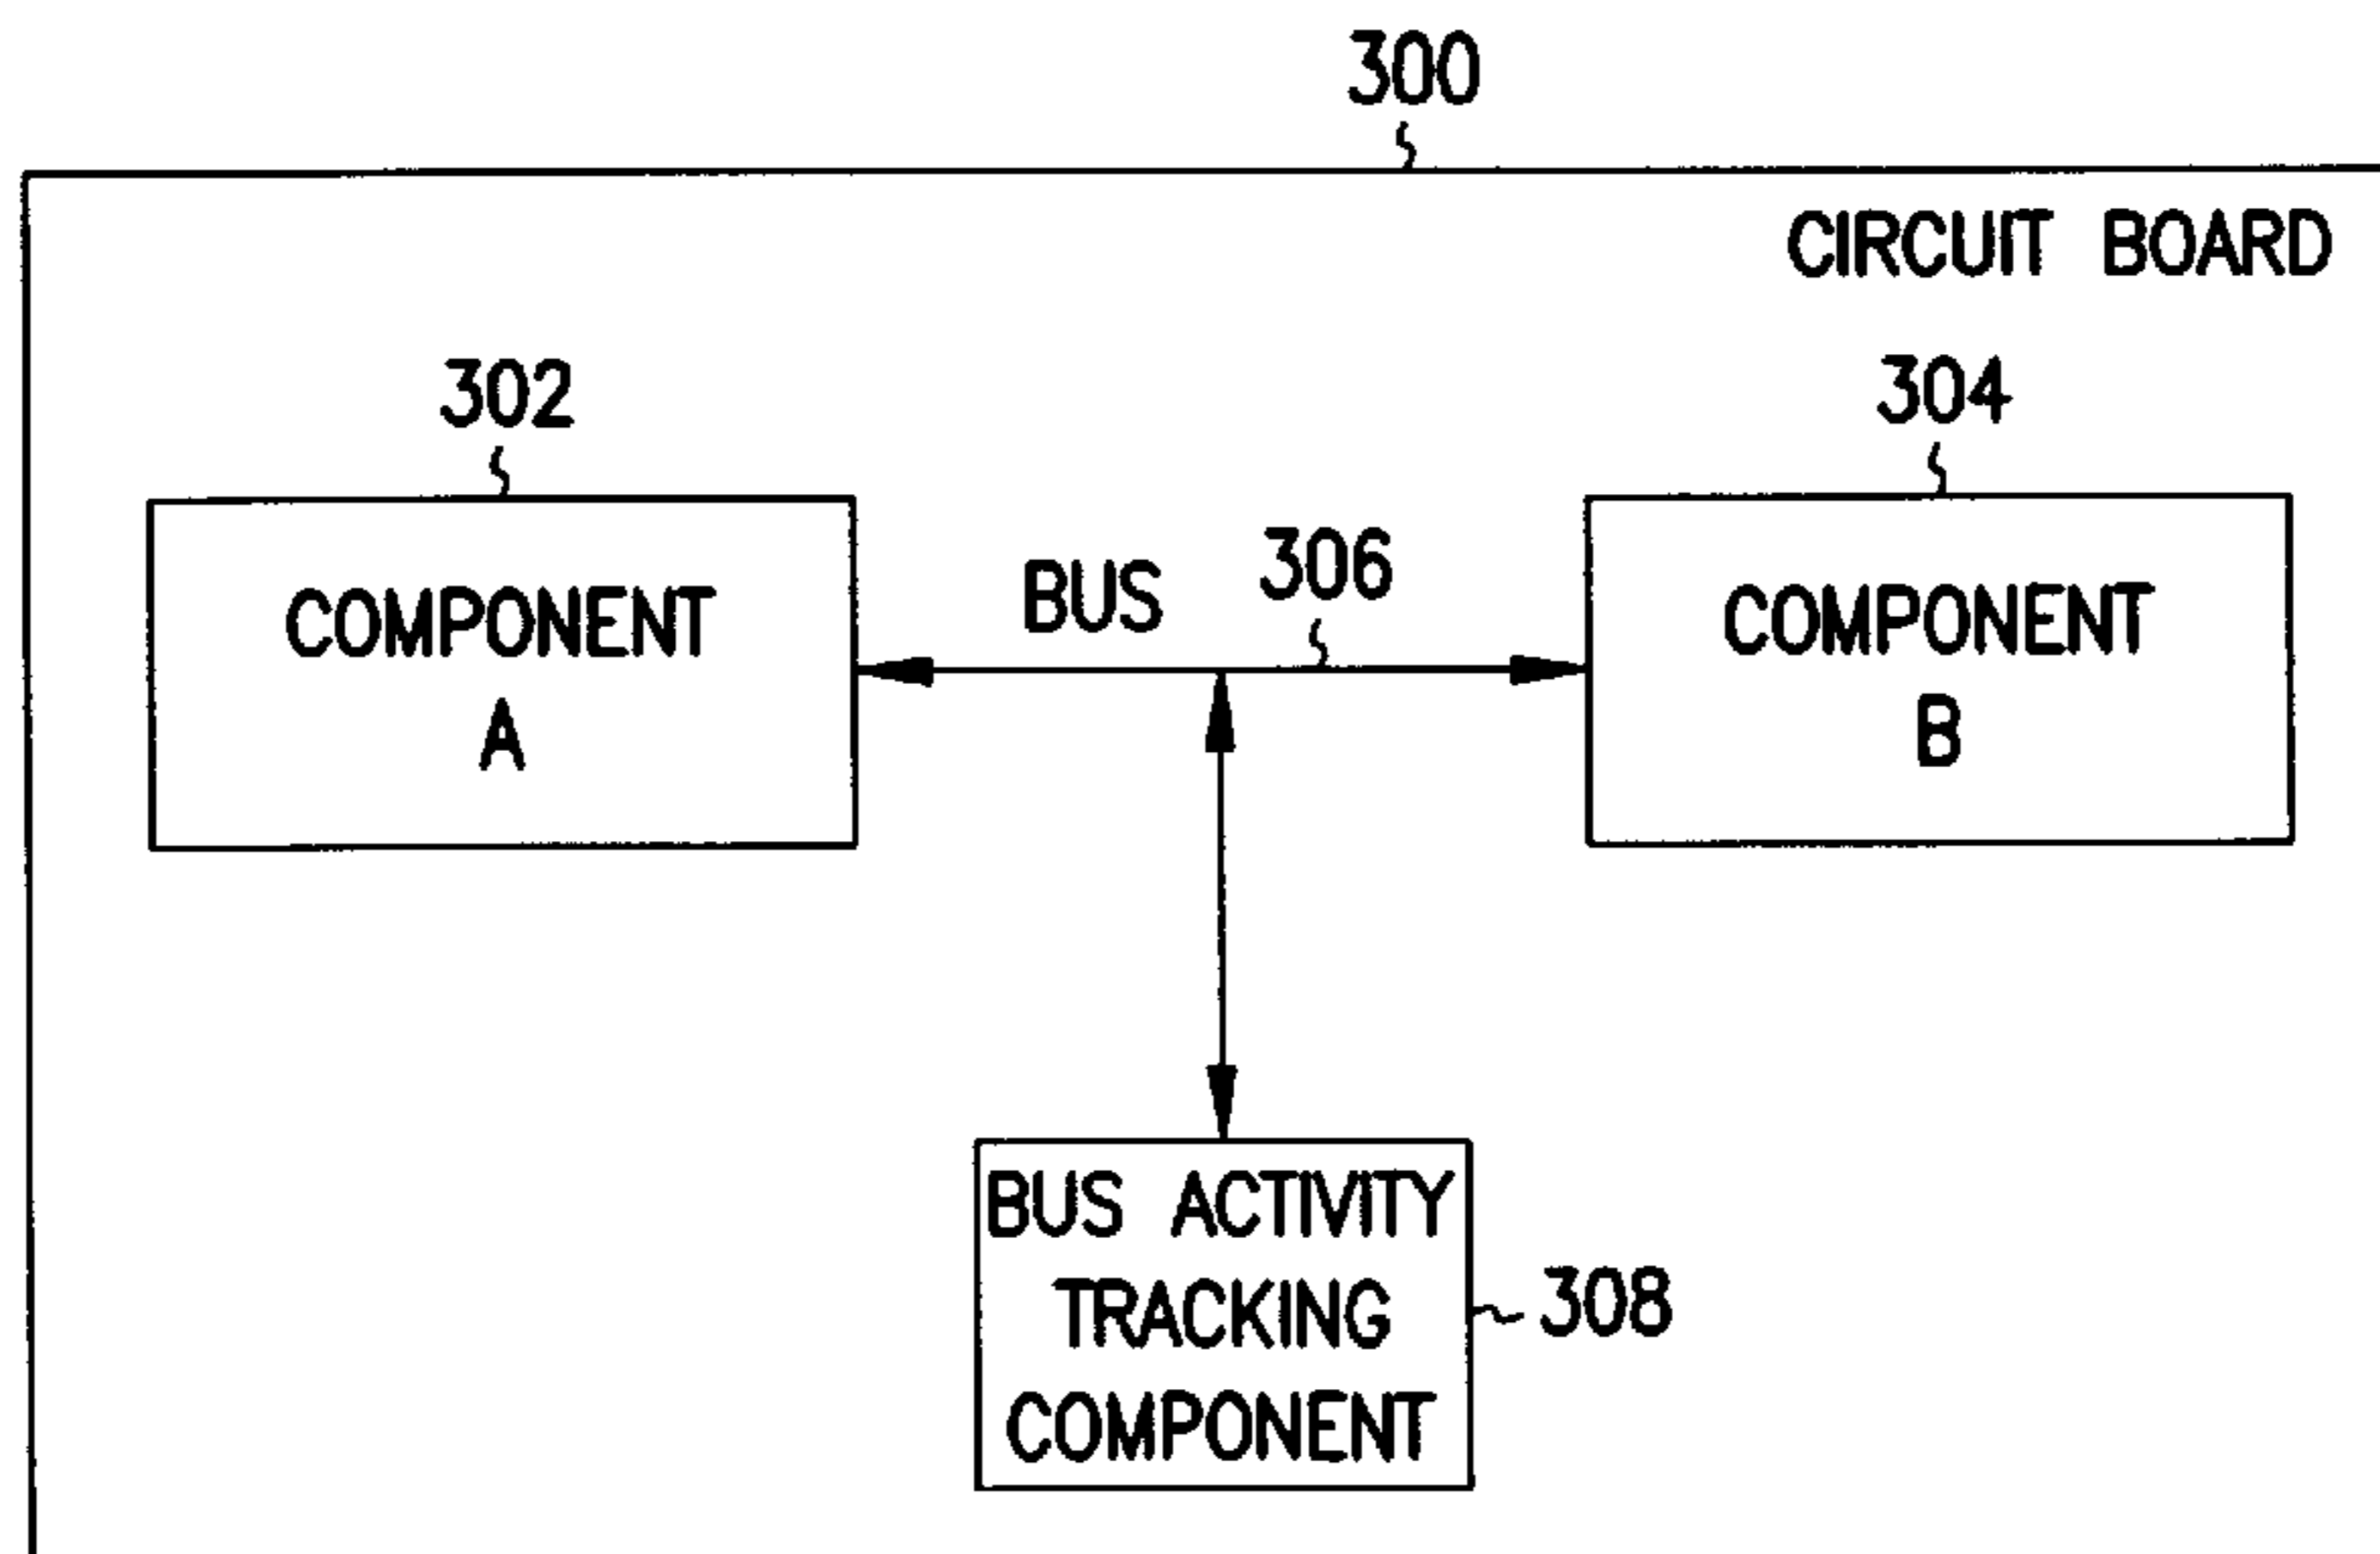 300
CIRCUIT BOARD
302
304
COMPONENT
A
BUS
306
COMPONENT
B
BUS ACTIVITY
TRACKING
COMPONENT
308